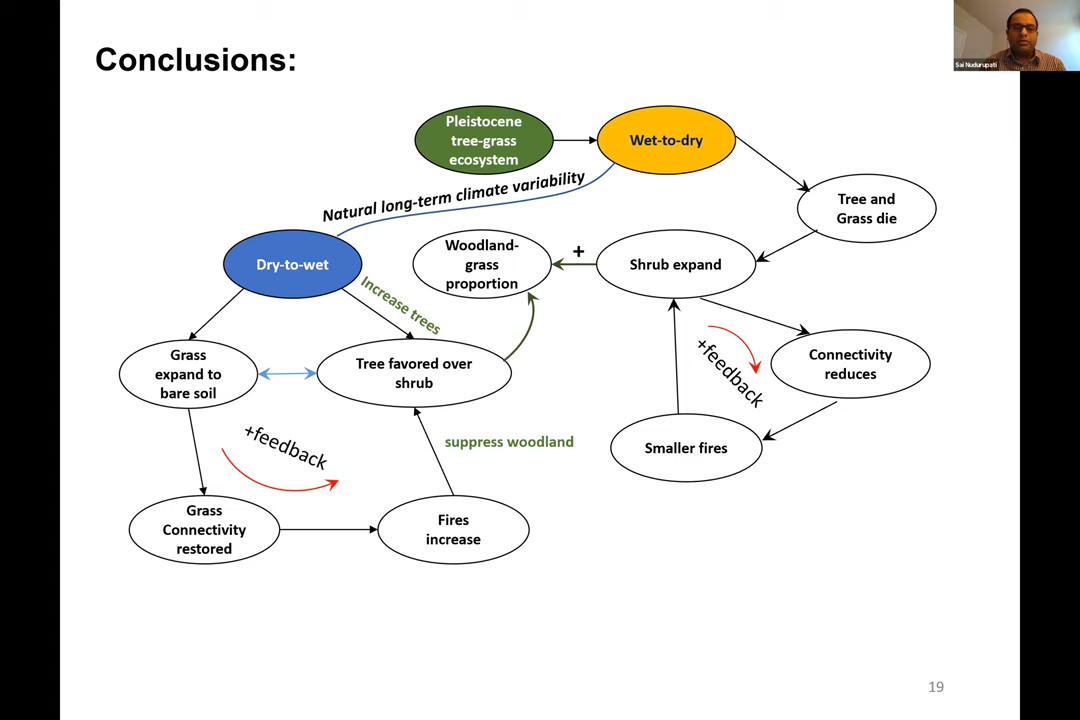 Conclusions:
Sai Nudurupati
Pleistocene
tree-grass
ecosystem
Wet-to-dry
Natural long-term climate variability
Tree and
Grass die
Dry-to-wet
Woodland-
grass
proportion
+
Shrub expand
Increase trees
Grass
expand to
bare soil
Tree favored over
shrub
+feedback
Connectivity
reduces
+feedback
suppress woodland
Smaller fires
Grass
Connectivity
restored
Fires
increase
19